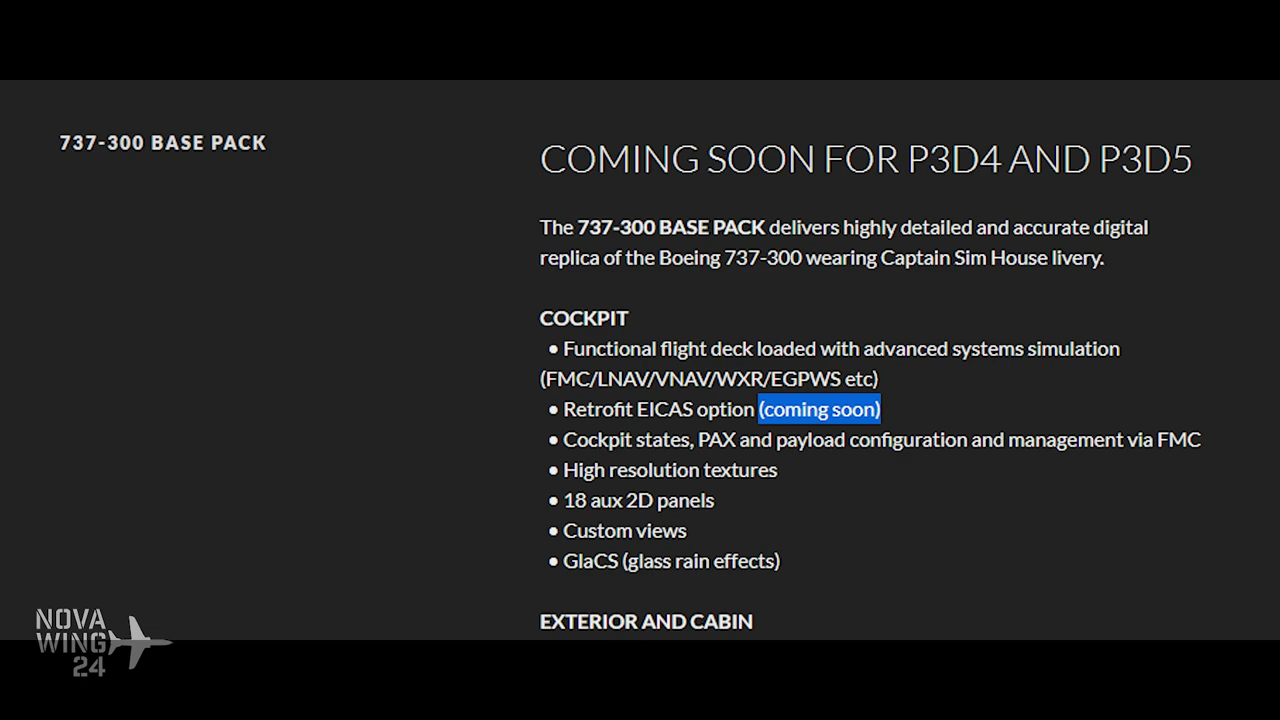 737-300 BASE PACK
COMING SOON FOR P3D4 AND P3D5
The 737-300 BASE PACK delivers highly detailed and accurate digital
replica of the Boeing 737-300 wearing Captain Sim House livery.
COCKPIT
• Functional flight deck loaded with advanced systems simulation
(FMC/LNAV/VNAV/WXR/EGPWS etc)
• Retrofit EICAS option (coming soon)
• Cockpit states, PAX and payload configuration and management via FMC
• High resolution textures
• 18 aux 2D panels
• Custom views
• GlaCS (glass rain effects)
EXTERIOR AND CABIN
NOVA
WING
24